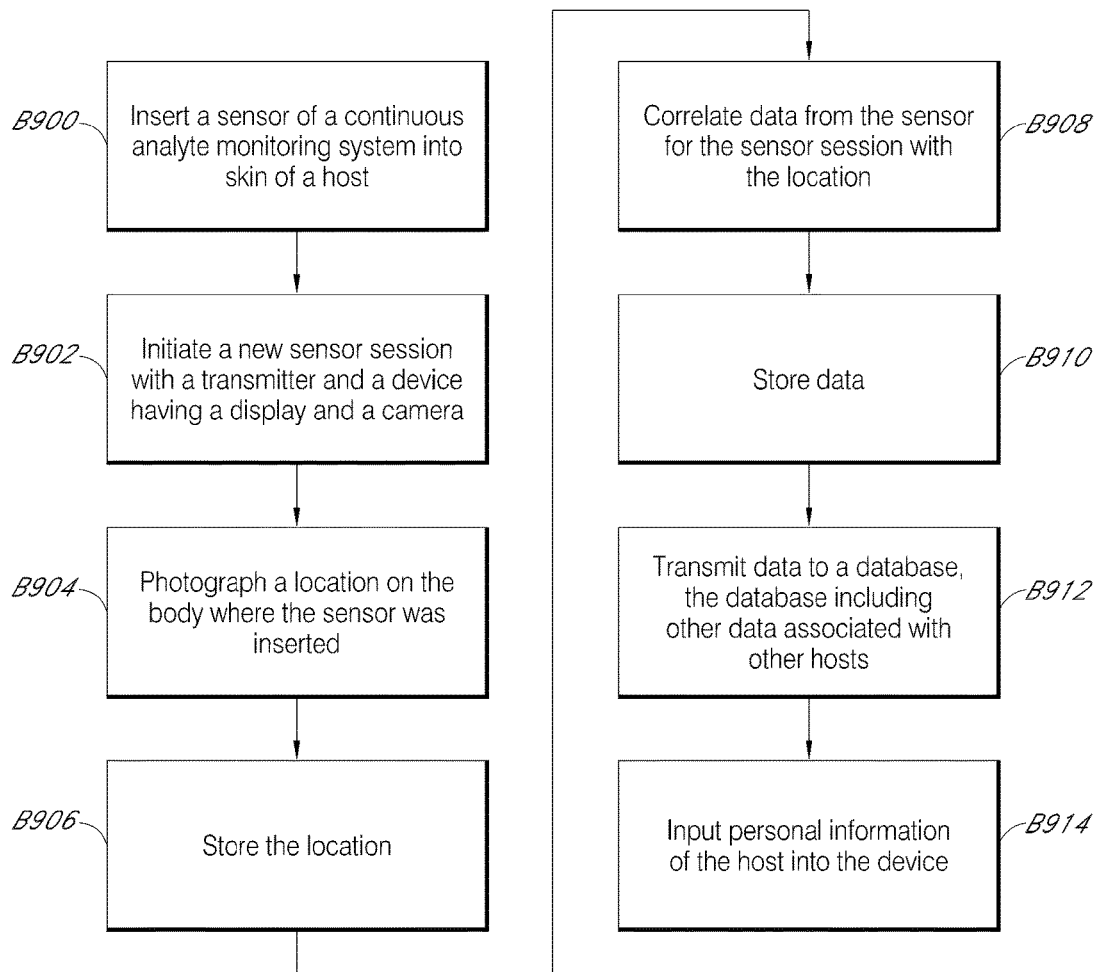 B900
Insert a sensor of a continuous
analyte monitoring system into
skin of a host
B902
Initiate a new sensor session
with a transmitter and a device
having a display and a camera
B904
Photograph a location on the
body where the sensor was
inserted
B906
Store the location
Correlate data from the sensor
for the sensor session with
the location
B908
Store data
B910
Transmit data to a database,
the database including
other data associated with
other hosts
B912
Input personal information
of the host into the device
B914